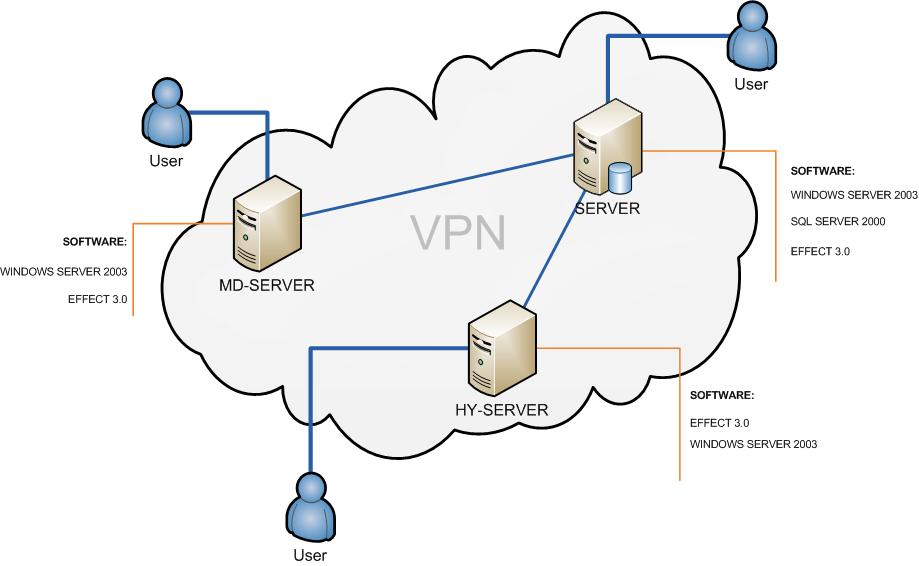 User
User
SOFTWARE:
WINDOWS SERVER 2003
SQL SERVER 2000
EFFECT 3.0
SERVER
VPN
SOFTWARE:
WINDOWS SERVER 2003
EFFECT 3.0
MD-SERVER
HY-SERVER
SOFTWARE:
EFFECT 3.0
WINDOWS SERVER 2003
User